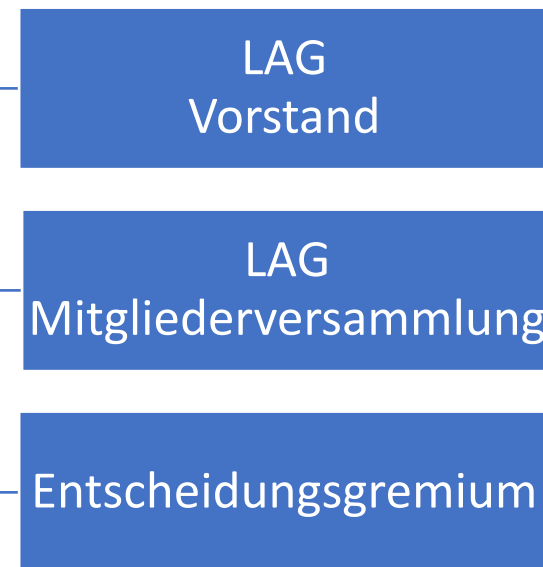 LAG
Vorstand
LAG
Mitgliederversammlung
Entscheidungsgremium